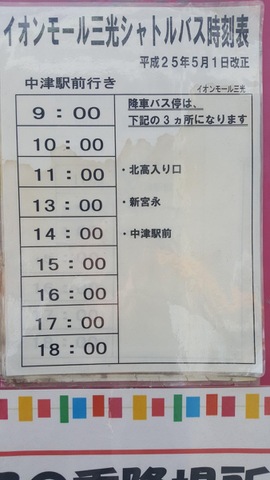 イオンモール三光シャトルバス時刻表
平成25年5月1日改正
中津駅前行き
イオンモール三光
9：00
10：00
11：00
13：00
14：00
15：00
16：00
17：00
18：00
降車バス停は、
下記の3ヵ所になります
・北高入り口
・新宮永
・中津駅前
乗降場所